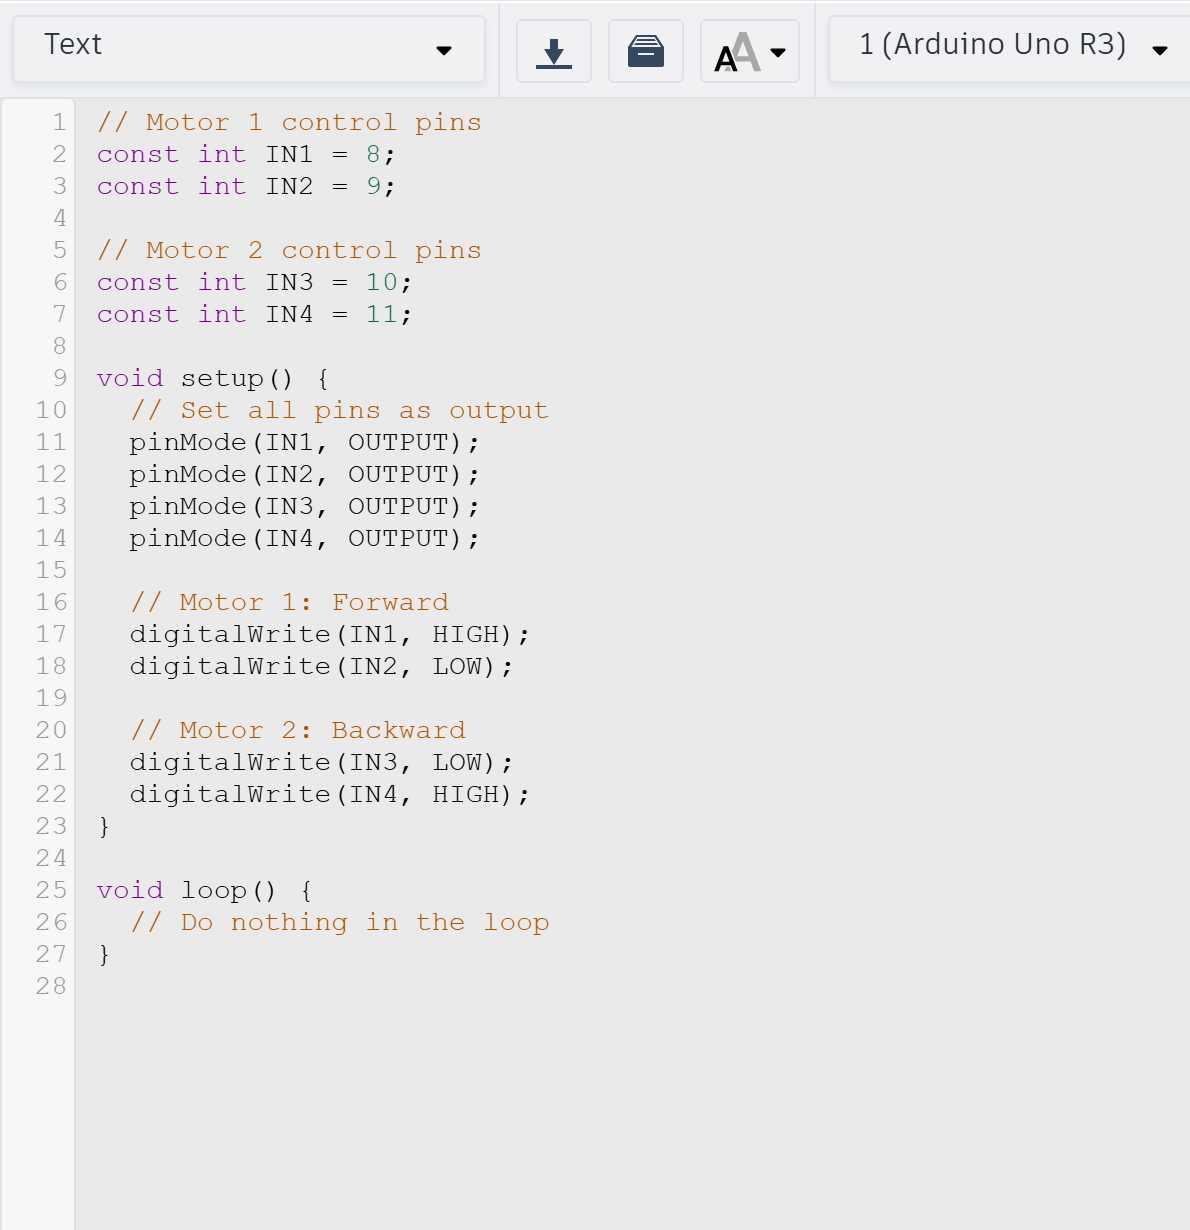 Text
1 (Arduino Uno R3)
1 // Motor 1 control pins
2 const int IN1 = 8;
3 const int IN2 = 9;
4
5 // Motor 2 control pins
6 const int IN3 = 10;
7 const int IN4 = 11;
8
9 void setup() {
10   // Set all pins as output
11   pinMode(IN1, OUTPUT);
12   pinMode(IN2, OUTPUT);
13   pinMode(IN3, OUTPUT);
14   pinMode(IN4, OUTPUT);
15
16   // Motor 1: Forward
17   digitalWrite(IN1, HIGH);
18   digitalWrite(IN2, LOW);
19
20   // Motor 2: Backward
21   digitalWrite(IN3, LOW);
22   digitalWrite(IN4, HIGH);
23 }
24
25 void loop() {
26   // Do nothing in the loop
27 }
28